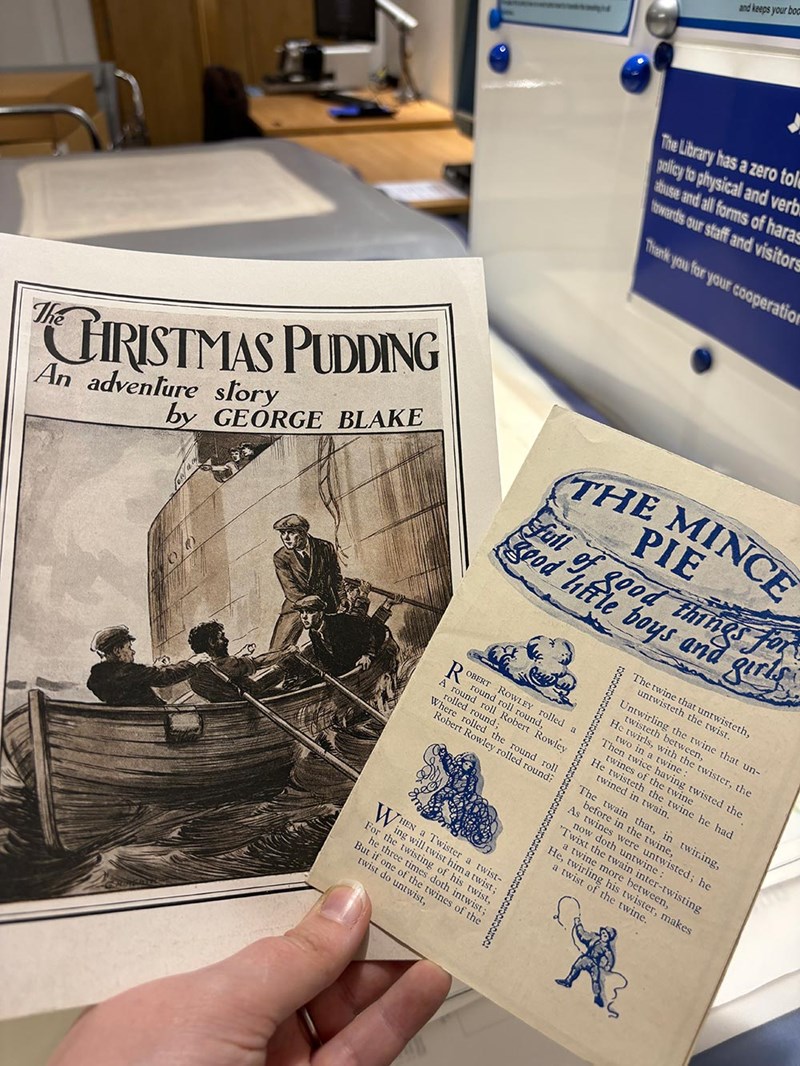 and keeps your boo
The Library has a zero tol
policy to physical and verb
abuse and all forms of haras
towards our staff and visitors
Thank you for your cooperation
The CHRISTMAS PUDDING
An adventure story
by GEORGE BLAKE
THE MINCE
PIE
full of good things for
good little boys and girls
ROBERT ROWLEY rolled a
round roll round,
A round roll Robert Rowley
rolled round;
Where rolled the round roll
Robert Rowley rolled round?
WHEN a Twister a twist-
ing will twist him a twist;
For the twisting of his twist,
he three times doth intwist;
But if one of the twines of the
twist do untwist,
The twine that untwisteth,
untwisteth the twist.
Untwirling the twine that un-
twisteth between,
He twirls, with the twister, the
two in a twine:
Then twice having twisted the
twines of the twine
He twisteth the twine he had
twined in twain.
The twain that, in twining,
before in the twine,
As twines were untwisted; he
now doth untwine:
'Twixt the twain inter-twisting
a twine more between,
He, twirling his twister, makes
a twist of the twine.